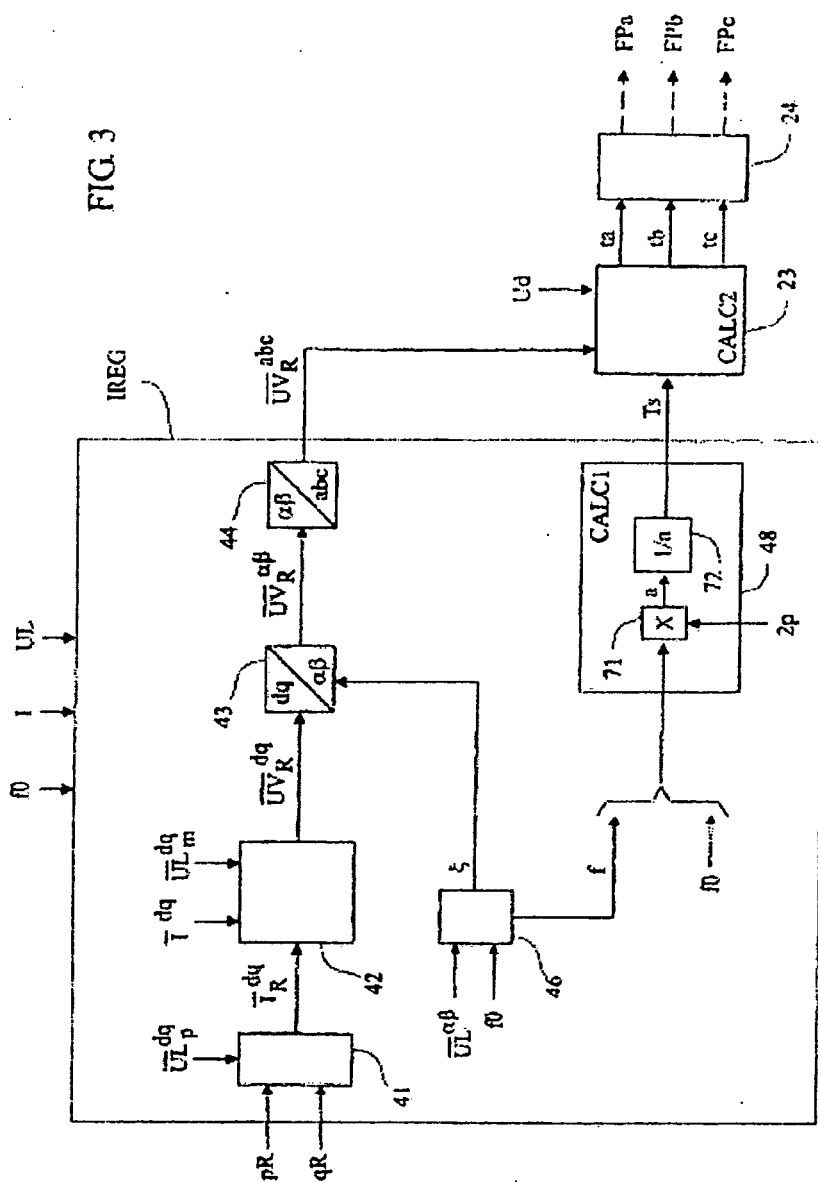 FIG. 3
f0
I
UL
IREG
pR
qR
UL_p^dq
41
I_R^dq
I^dq
UL_m^dq
42
UV_R^dq
43
dq
αβ
UV_R^αβ
44
αβ
abc
UV_R^abc
UL^αβ
f0
46
ξ
f
f0
CALC1
71
X
a
1/a
72
48
2p
Ts
Ud
CALC2
23
ta
tb
tc
24
FPa
FPb
FPc